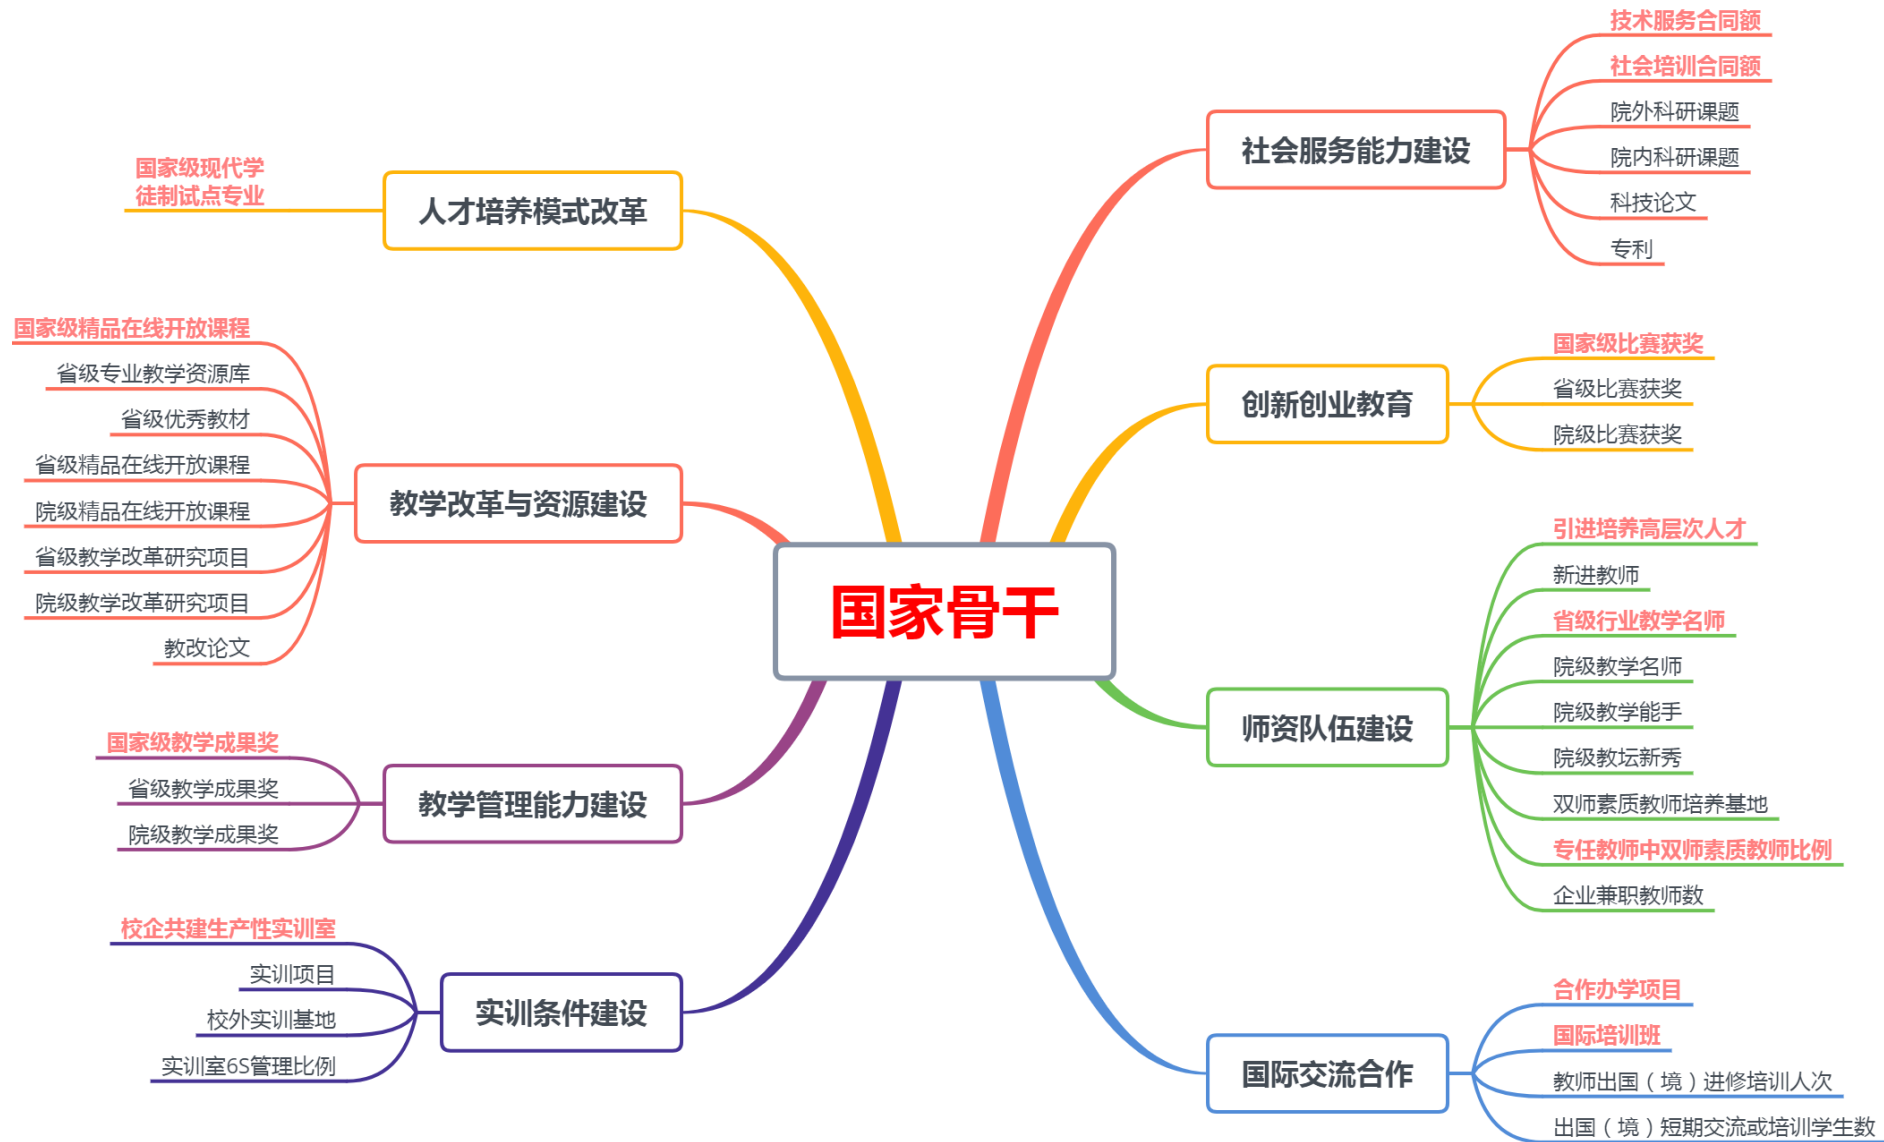 国家骨干
人才培养模式改革
国家级现代学
徒制试点专业
教学改革与资源建设
国家级精品在线开放课程
省级专业教学资源库
省级优秀教材
省级精品在线开放课程
院级精品在线开放课程
省级教学改革研究项目
院级教学改革研究项目
教改论文
教学管理能力建设
国家级教学成果奖
省级教学成果奖
院级教学成果奖
实训条件建设
校企共建生产性实训室
实训项目
校外实训基地
实训室6S管理比例
社会服务能力建设
技术服务合同额
社会培训合同额
院外科研课题
院内科研课题
科技论文
专利
创新创业教育
国家级比赛获奖
省级比赛获奖
院级比赛获奖
师资队伍建设
引进培养高层次人才
新进教师
省级行业教学名师
院级教学名师
院级教学能手
院级教坛新秀
双师素质教师培养基地
专任教师中双师素质教师比例
企业兼职教师数
国际交流合作
合作办学项目
国际培训班
教师出国（境）进修培训人次
出国（境）短期交流或培训学生数